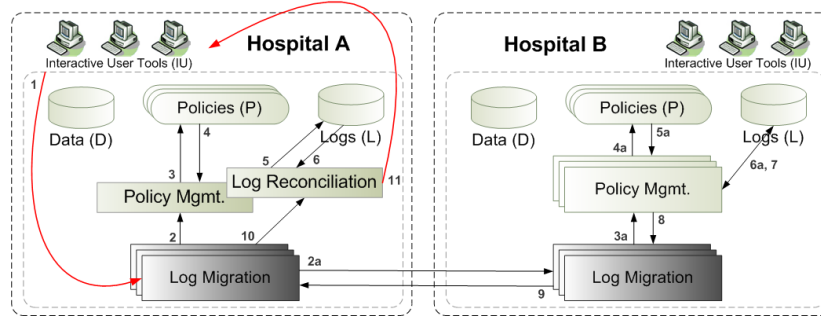 Hospital A
Interactive User Tools (IU)
1
Policies (P)
Data (D)
Logs (L)
4
5
6
3
Log Reconciliation
11
Policy Mgmt.
2
10
Log Migration
2a
9
Hospital B
Interactive User Tools (IU)
Policies (P)
Data (D)
Logs (L)
4a
5a
6a, 7
Policy Mgmt.
3a
8
Log Migration